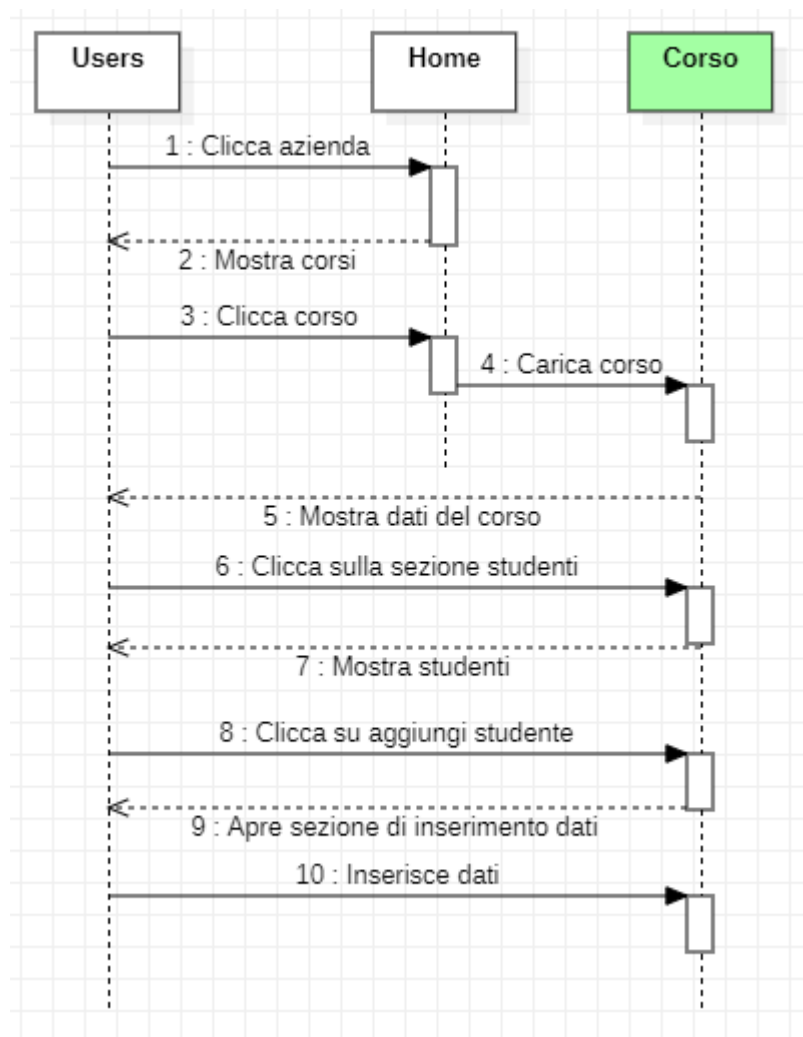 Users
Home
Corso
1 : Clicca azienda
2 : Mostra corsi
3 : Clicca corso
4 : Carica corso
5 : Mostra dati del corso
6 : Clicca sulla sezione studenti
7 : Mostra studenti
8 : Clicca su aggiungi studente
9 : Apre sezione di inserimento dati
10 : Inserisce dati